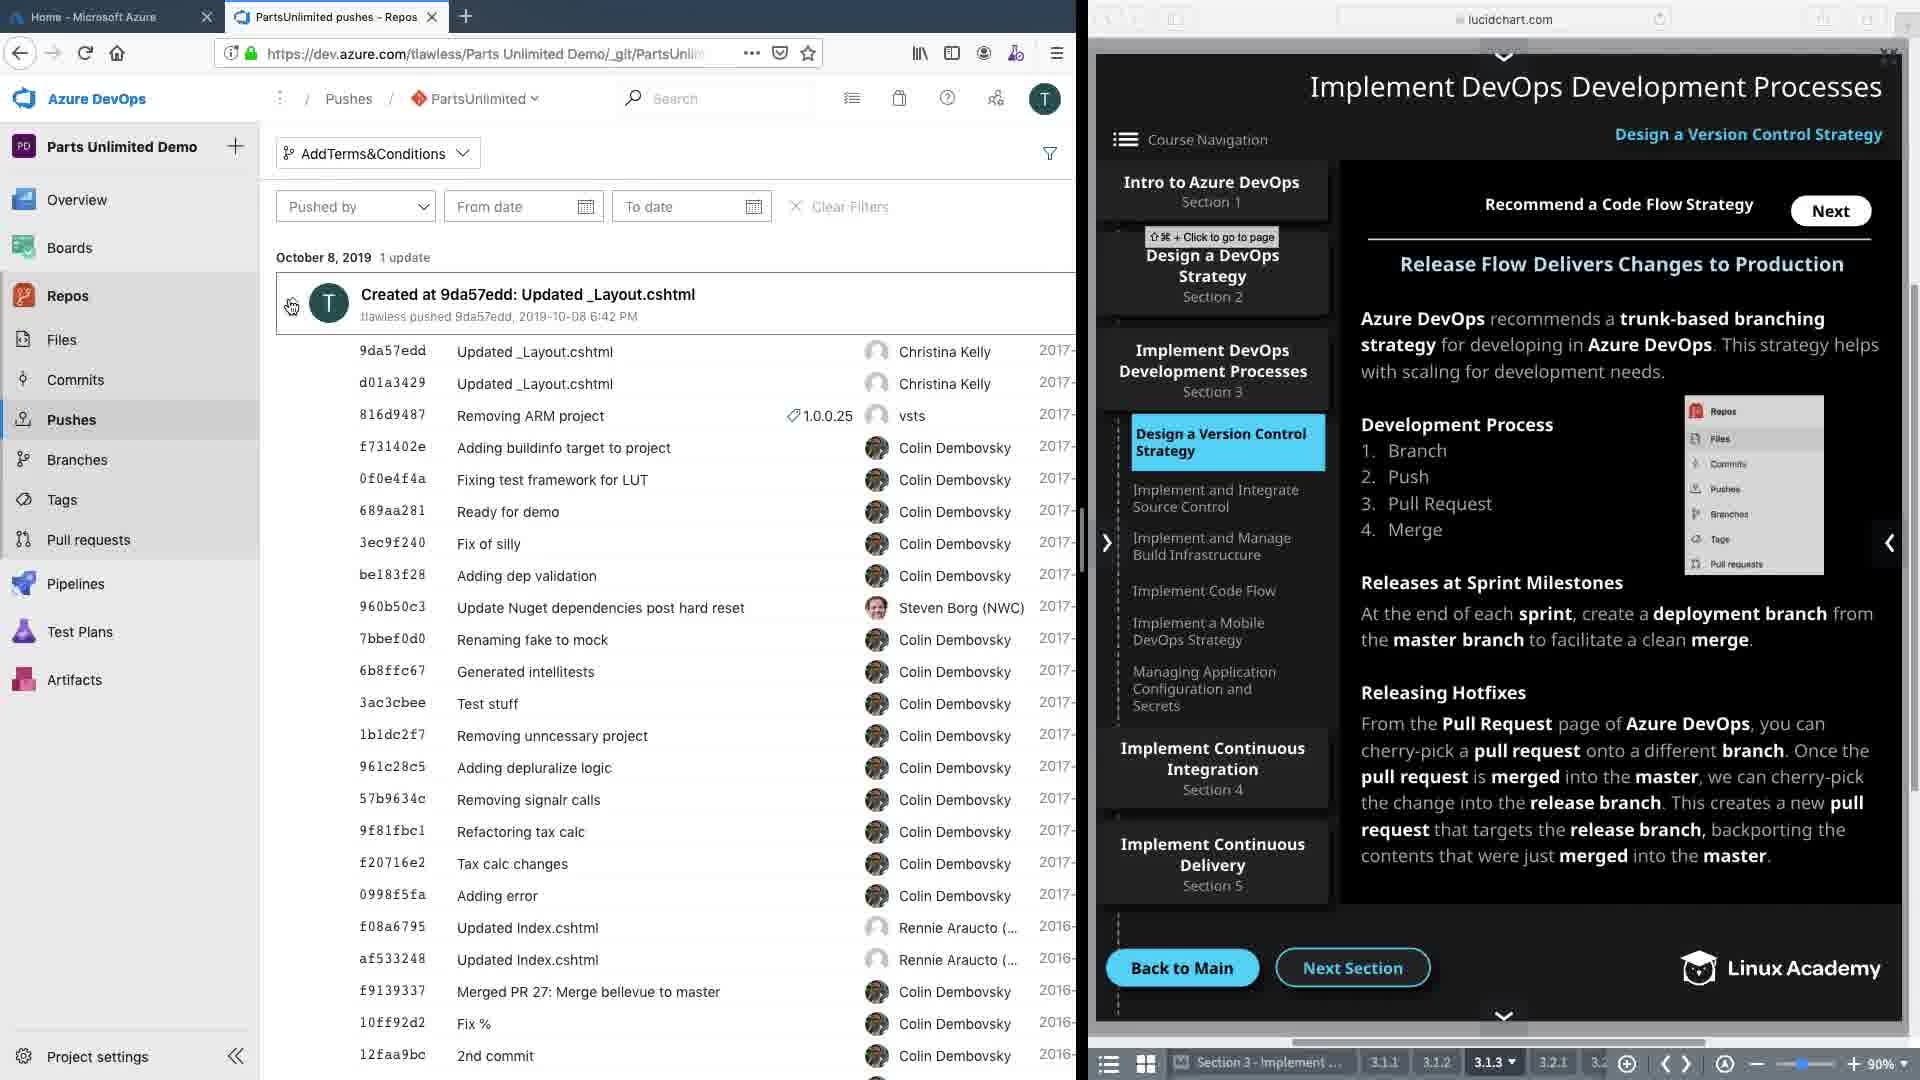 Home - Microsoft Azure
PartsUnlimited pushes - Repos
https://dev.azure.com/tlawless/Parts Unlimited Demo/_git/PartsUnlim
Azure DevOps
/ Pushes / PartsUnlimited
Search
T
PD Parts Unlimited Demo
Overview
Boards
Repos
Files
Commits
Pushes
Branches
Tags
Pull requests
Pipelines
Test Plans
Artifacts
Project settings
AddTerms&Conditions
Pushed by
From date
To date
Clear Filters
October 8, 2019 1 update
T
Created at 9da57edd: Updated _Layout.cshtml
tlawless pushed 9da57edd, 2019-10-08 6:42 PM
9da57edd Updated _Layout.cshtml Christina Kelly 2017-
d01a3429 Updated _Layout.cshtml Christina Kelly 2017-
816d9487 Removing ARM project 1.0.0.25 vsts 2017-
f731402e Adding buildinfo target to project Colin Dembovsky 2017-
0f0e4f4a Fixing test framework for LUT Colin Dembovsky 2017-
689aa281 Ready for demo Colin Dembovsky 2017-
3ec9f240 Fix of silly Colin Dembovsky 2017-
be183f28 Adding dep validation Colin Dembovsky 2017-
960b50c3 Update Nuget dependencies post hard reset Steven Borg (NWC) 2017-
7bbef0d0 Renaming fake to mock Colin Dembovsky 2017-
6b8ffc67 Generated intellitests Colin Dembovsky 2017-
3ac3cbee Test stuff Colin Dembovsky 2017-
1b1dc2f7 Removing unncessary project Colin Dembovsky 2017-
961c28c5 Adding depluralize logic Colin Dembovsky 2017-
57b9634c Removing signalr calls Colin Dembovsky 2017-
9f81fbc1 Refactoring tax calc Colin Dembovsky 2017-
f20716e2 Tax calc changes Colin Dembovsky 2017-
0998f5fa Adding error Colin Dembovsky 2017-
f08a6795 Updated Index.cshtml Rennie Araucto (... 2016-
af533248 Updated Index.cshtml Rennie Araucto (... 2016-
f9139337 Merged PR 27: Merge bellevue to master Colin Dembovsky 2016-
10ff92d2 Fix % Colin Dembovsky 2016-
12faa9bc 2nd commit Colin Dembovsky 2016-
lucidchart.com
Implement DevOps Development Processes
Course Navigation
Design a Version Control Strategy
Intro to Azure DevOps
Section 1
⇧⌘ + Click to go to page
Design a DevOps
Strategy
Section 2
Implement DevOps
Development Processes
Section 3
Design a Version Control
Strategy
Implement and Integrate
Source Control
Implement and Manage
Build Infrastructure
Implement Code Flow
Implement a Mobile
DevOps Strategy
Managing Application
Configuration and
Secrets
Implement Continuous
Integration
Section 4
Implement Continuous
Delivery
Section 5
Back to Main
Next Section
Recommend a Code Flow Strategy
Next
Release Flow Delivers Changes to Production
Azure DevOps recommends a trunk-based branching
strategy for developing in Azure DevOps. This strategy helps
with scaling for development needs.
Development Process
1. Branch
2. Push
3. Pull Request
4. Merge
Repos
Files
Commits
Pushes
Branches
Tags
Pull requests
Releases at Sprint Milestones
At the end of each sprint, create a deployment branch from
the master branch to facilitate a clean merge.
Releasing Hotfixes
From the Pull Request page of Azure DevOps, you can
cherry-pick a pull request onto a different branch. Once the
pull request is merged into the master, we can cherry-pick
the change into the release branch. This creates a new pull
request that targets the release branch, backporting the
contents that were just merged into the master.
Linux Academy
Section 3 - Implement ...
3.1.1
3.1.2
3.1.3
3.2.1
3.2
90%